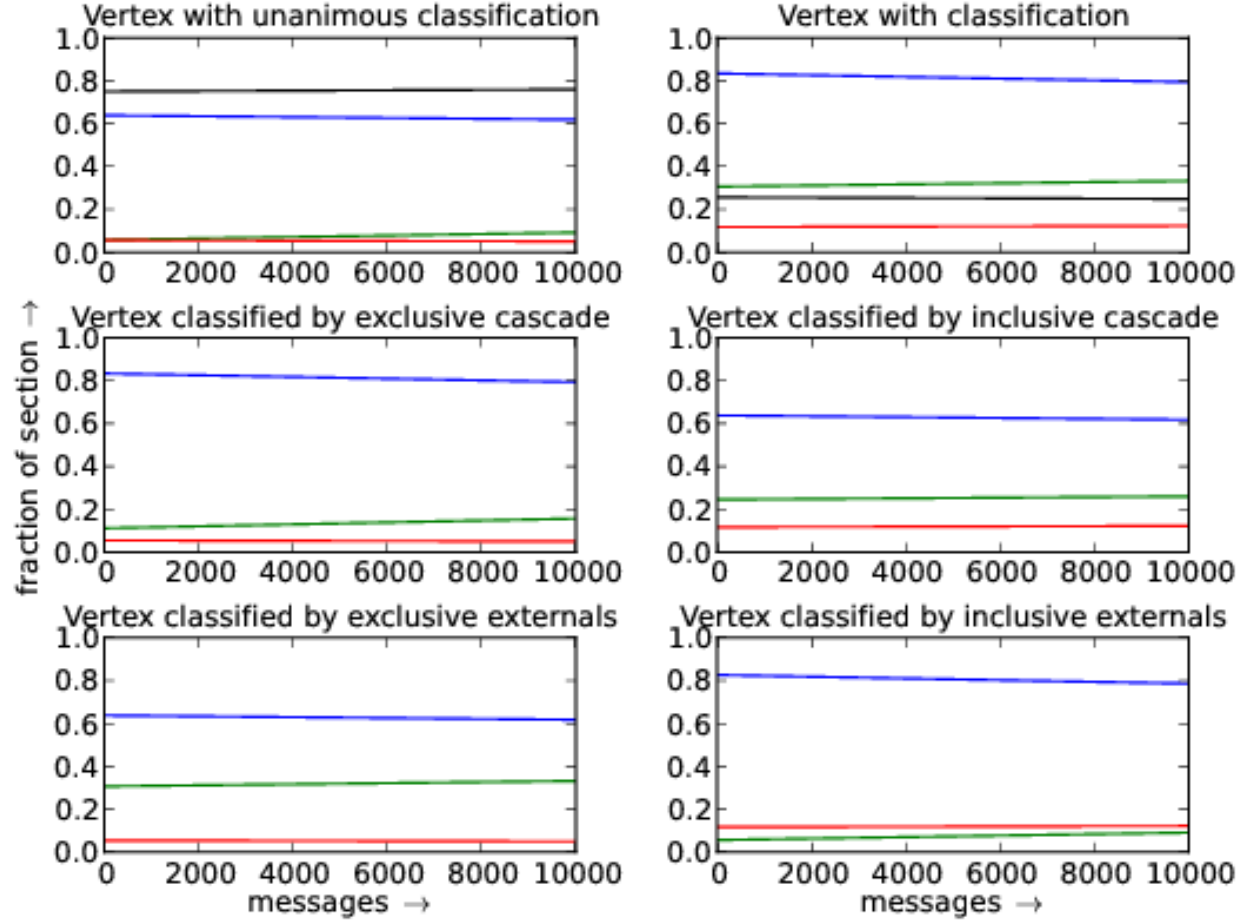 Vertex with unanimous classification
Vertex with classification
1.0
0.8
0.6
0.4
0.2
0.0
0 2000 4000 6000 8000 10000
1.0
0.8
0.6
0.4
0.2
0.0
0 2000 4000 6000 8000 10000
fraction of section →
Vertex classified by exclusive cascade
Vertex classified by inclusive cascade
1.0
0.8
0.6
0.4
0.2
0.0
0 2000 4000 6000 8000 10000
1.0
0.8
0.6
0.4
0.2
0.0
0 2000 4000 6000 8000 10000
Vertex classified by exclusive externals
Vertex classified by inclusive externals
1.0
0.8
0.6
0.4
0.2
0.0
0 2000 4000 6000 8000 10000
messages →
1.0
0.8
0.6
0.4
0.2
0.0
0 2000 4000 6000 8000 10000
messages →